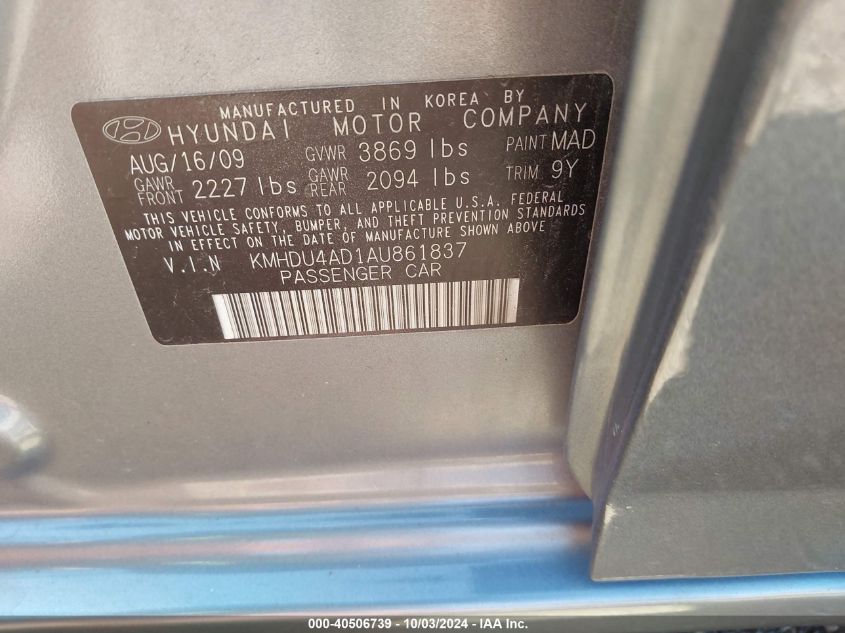 MANUFACTURED IN KOREA BY
HYUNDAI MOTOR COMPANY
AUG/16/09 GVWR 3869 lbs PAINT MAD
GAWR FRONT 2227 lbs GAWR REAR 2094 lbs TRIM 9Y
THIS VEHICLE CONFORMS TO ALL APPLICABLE U.S.A. FEDERAL
MOTOR VEHICLE SAFETY, BUMPER, AND THEFT PREVENTION STANDARDS
IN EFFECT ON THE DATE OF MANUFACTURE SHOWN ABOVE
V.I.N KMHDU4AD1AU861837
PASSENGER CAR
000-40506739 - 10/03/2024 - IAA Inc.